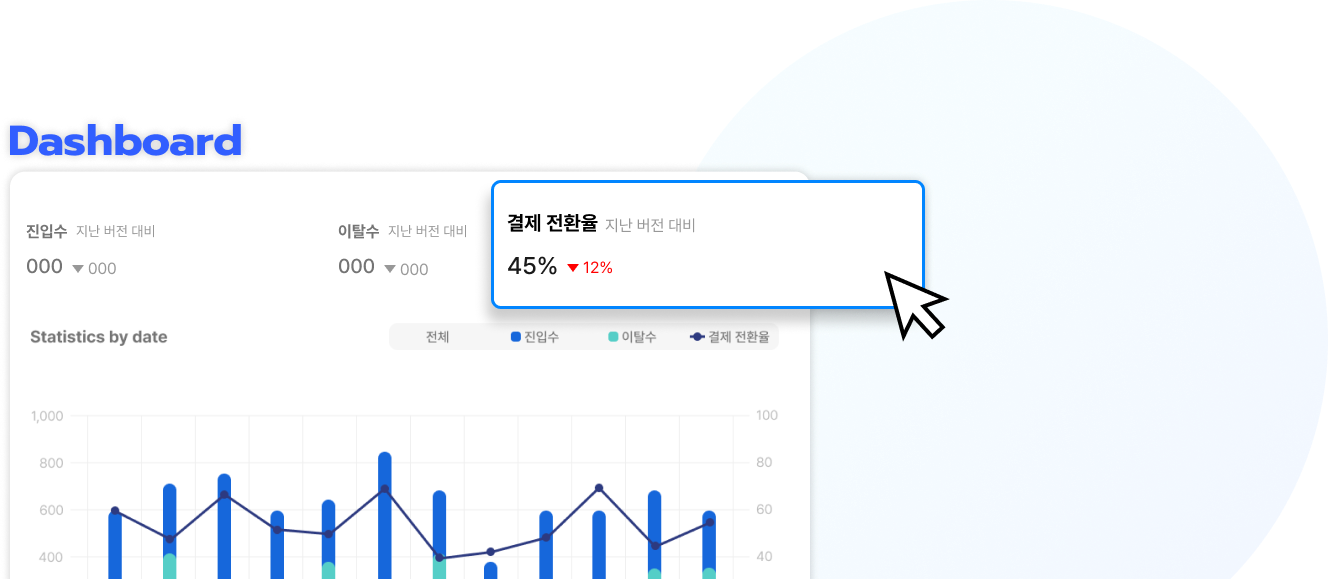 Dashboard
진입수 지난 버전 대비
000 ▼ 000
이탈수 지난 버전 대비
000 ▼ 000
결제 전환율 지난 버전 대비
45% ▼ 12%
Statistics by date
전체 진입수 이탈수 결제 전환율
1,000 100
800 80
600 60
400 40